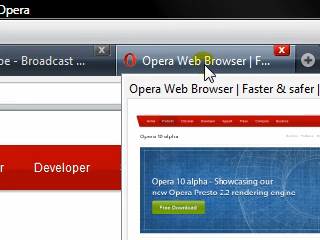 Opera
pe - Broadcast ...
Opera Web Browser | F...
Opera Web Browser | Faster & safer |
r Developer
Opera 10 alpha
Opera 10 alpha - Showcasing our
new Opera Presto 2.2 rendering engine
Free Download